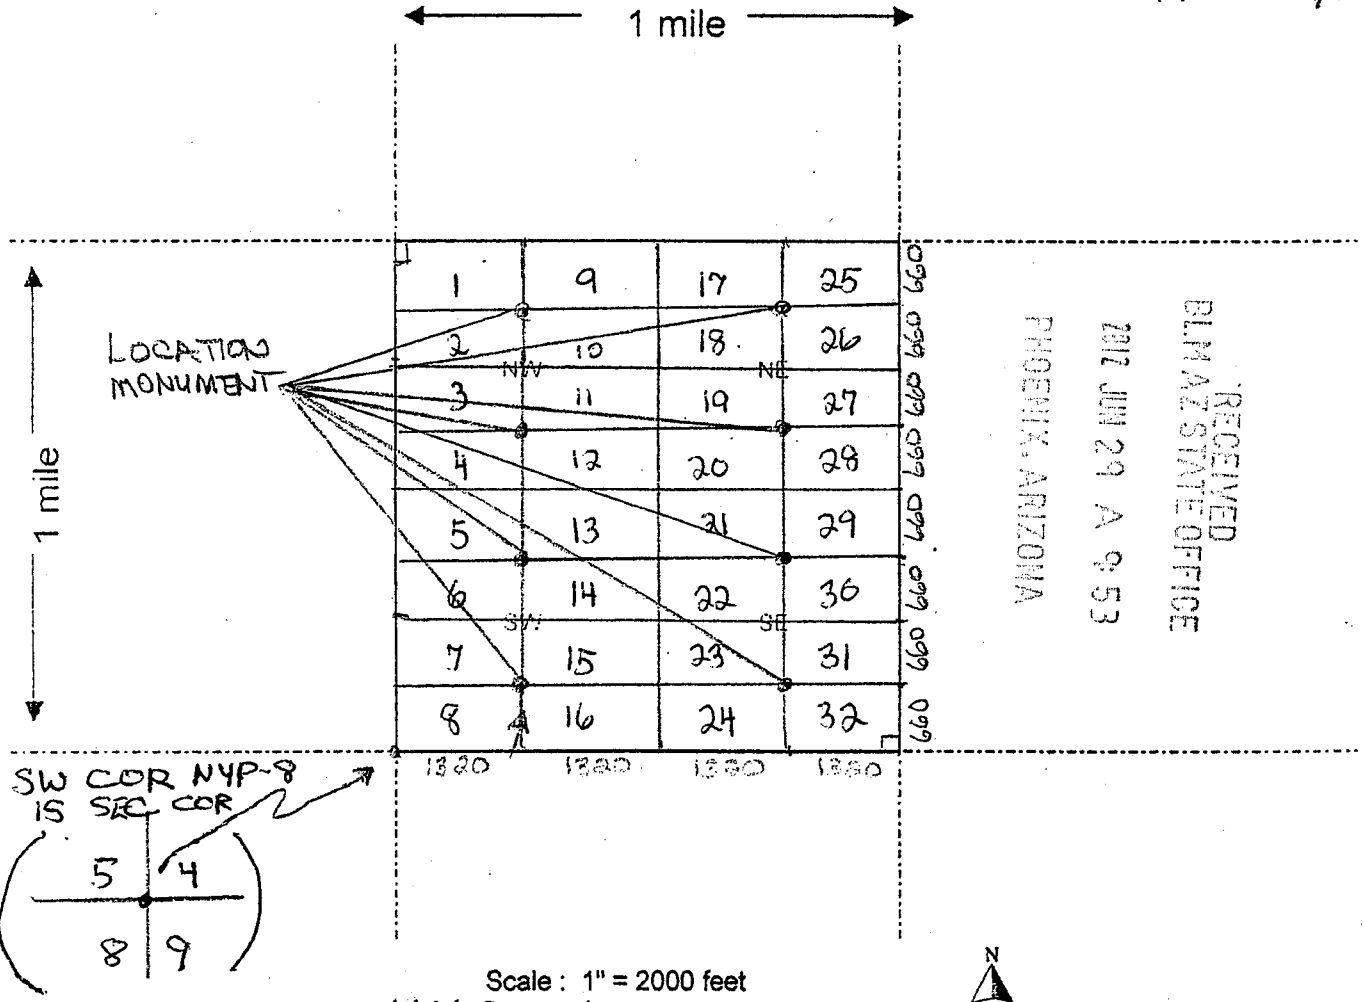 1 mile
1 mile
LOCATION
MONUMENT
1 9 17 25 660
2 10 18 26 660
NW NE
3 11 19 27 660
4 12 20 28 660
5 13 21 29 660
6 14 22 30 660
SW SE
7 15 23 31 660
8 16 24 32 660
1320 1320 1320 1320
RECEIVED
BLM AZ STATE OFFICE
2012 JUN 29 A 9:53
PHOENIX, ARIZONA
SW COR NYP-8
IS SEC COR
5 4
8 9
N
Scale : 1" = 2000 feet